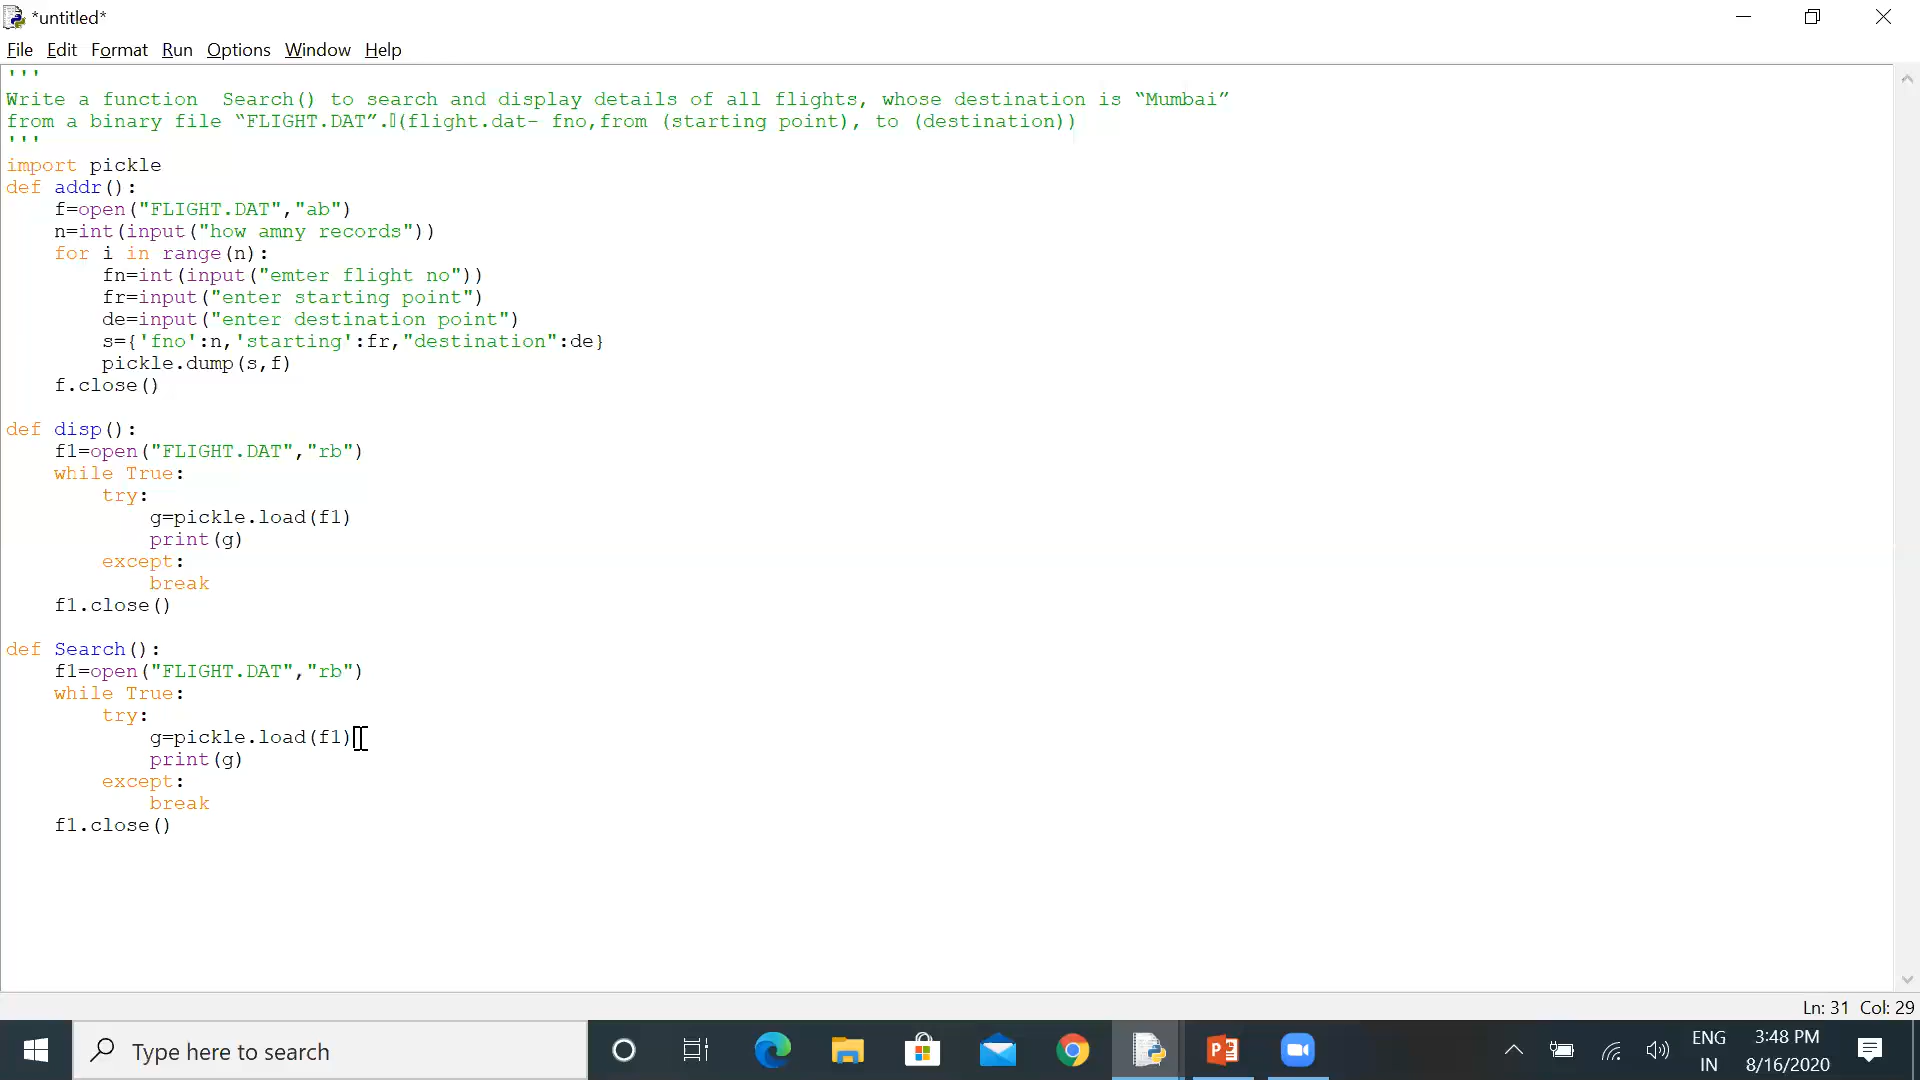 *untitled*
File Edit Format Run Options Window Help
'''
Write a function  Search() to search and display details of all flights, whose destination is “Mumbai”
from a binary file “FLIGHT.DAT”.(flight.dat- fno,from (starting point), to (destination))
'''
import pickle
def addr():
    f=open("FLIGHT.DAT","ab")
    n=int(input("how amny records"))
    for i in range(n):
        fn=int(input("emter flight no"))
        fr=input("enter starting point")
        de=input("enter destination point")
        s={'fno':n,'starting':fr,"destination":de}
        pickle.dump(s,f)
    f.close()
def disp():
    f1=open("FLIGHT.DAT","rb")
    while True:
        try:
            g=pickle.load(f1)
            print(g)
        except:
            break
    f1.close()
def Search():
    f1=open("FLIGHT.DAT","rb")
    while True:
        try:
            g=pickle.load(f1)
            print(g)
        except:
            break
    f1.close()
Ln: 31 Col: 29
Type here to search
ENG
IN
3:48 PM
8/16/2020